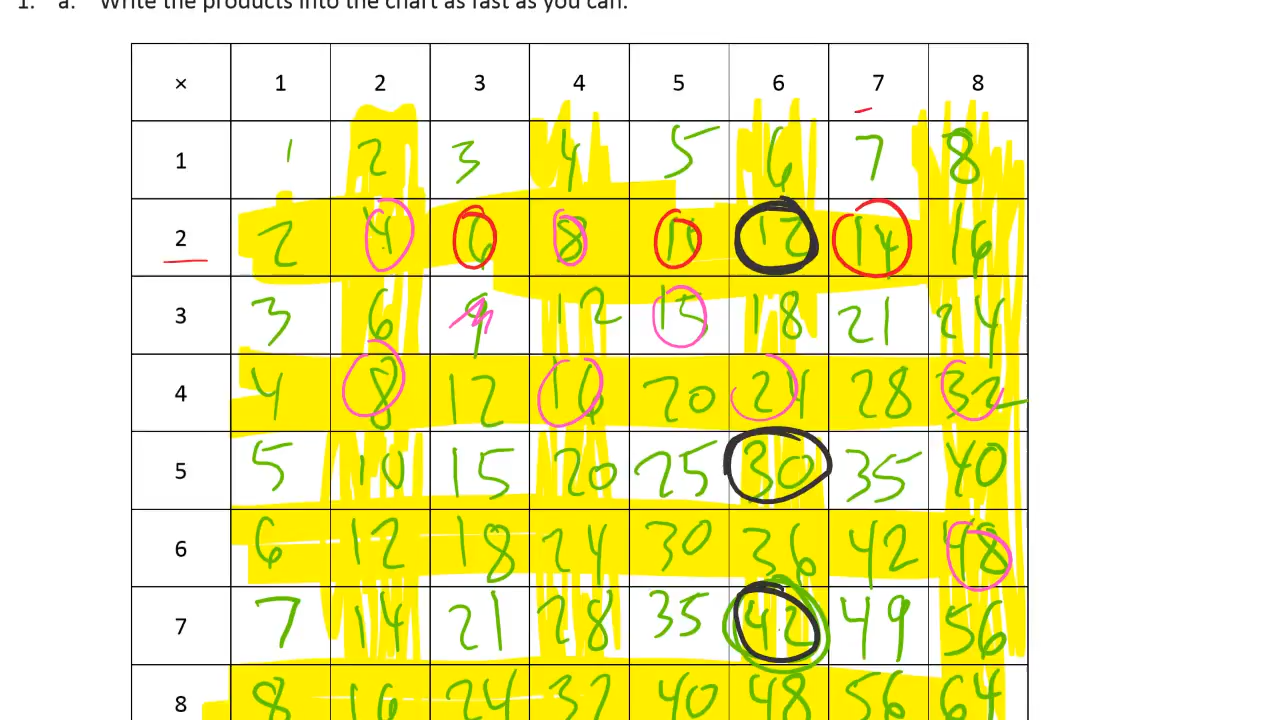 1. a. Write the products into the chart as fast as you can.
× 1 2 3 4 5 6 7 8
1 1 2 3 4 5 6 7 8
2 2 4 6 8 10 12 14 16
3 3 6 9 12 15 18 21 24
4 4 8 12 16 20 24 28 32
5 5 10 15 20 25 30 35 40
6 6 12 18 24 30 36 42 48
7 7 14 21 28 35 42 49 56
8 8 16 24 32 40 48 56 64